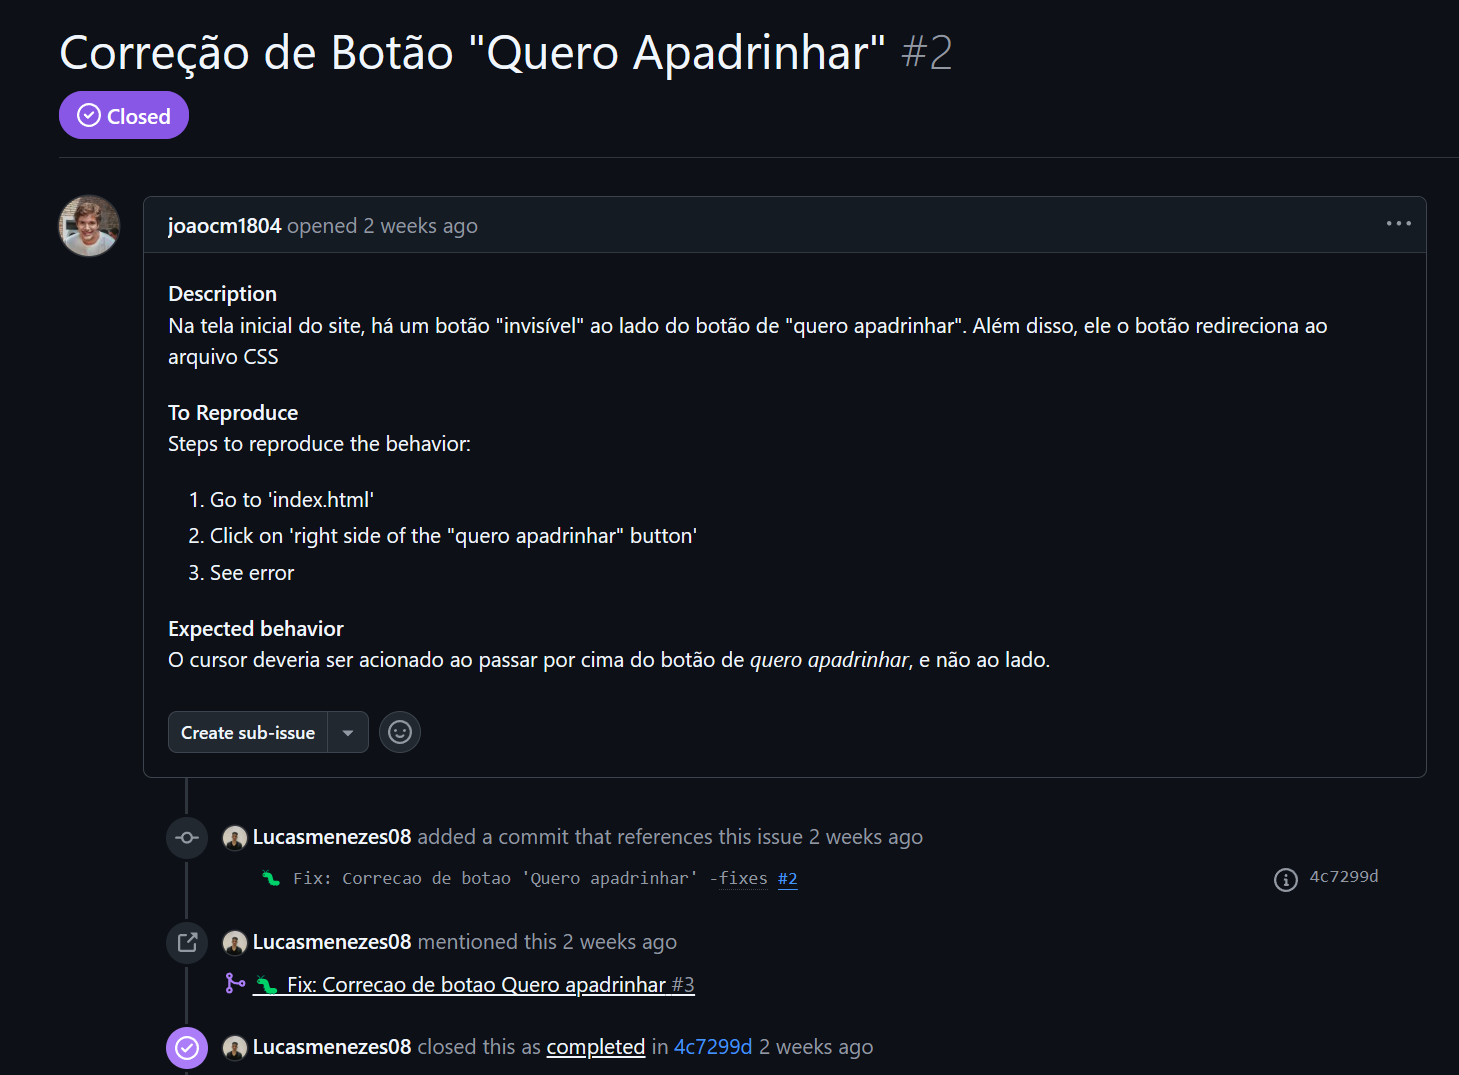 Correção de Botão "Quero Apadrinhar" #2
Closed
joaocm1804 opened 2 weeks ago
Description
Na tela inicial do site, há um botão "invisível" ao lado do botão de "quero apadrinhar". Além disso, ele o botão redireciona ao
arquivo CSS
To Reproduce
Steps to reproduce the behavior:
1. Go to 'index.html'
2. Click on 'right side of the "quero apadrinhar" button'
3. See error
Expected behavior
O cursor deveria ser acionado ao passar por cima do botão de quero apadrinhar, e não ao lado.
Create sub-issue
Lucasmenezes08 added a commit that references this issue 2 weeks ago
Fix: Correcao de botao 'Quero apadrinhar' -fixes #2 4c7299d
Lucasmenezes08 mentioned this 2 weeks ago
Fix: Correcao de botao Quero apadrinhar #3
Lucasmenezes08 closed this as completed in 4c7299d 2 weeks ago